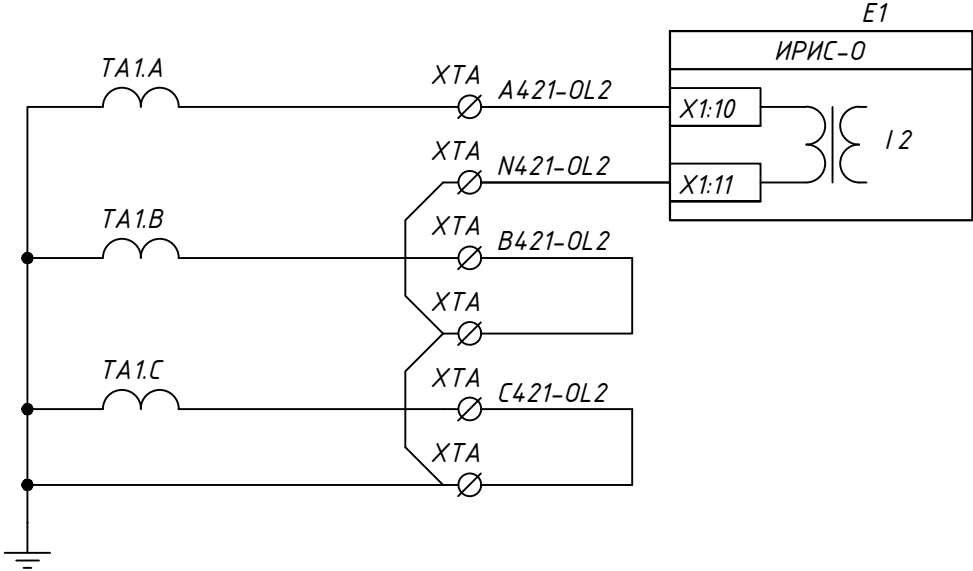 E1
ИРИС-О
TA1.A
XTA
A421-OL2
X1:10
I 2
XTA
N421-OL2
X1:11
TA1.B
XTA
B421-OL2
XTA
TA1.C
XTA
C421-OL2
XTA